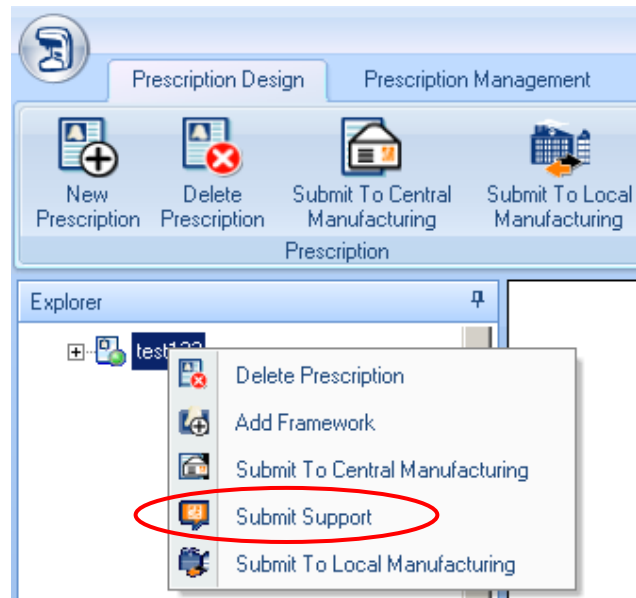 Prescription Design Prescription Management
New Prescription
Delete Prescription
Submit To Central Manufacturing
Submit To Local Manufacturing
Prescription
Explorer
Delete Prescription
Add Framework
Submit To Central Manufacturing
Submit Support
Submit To Local Manufacturing